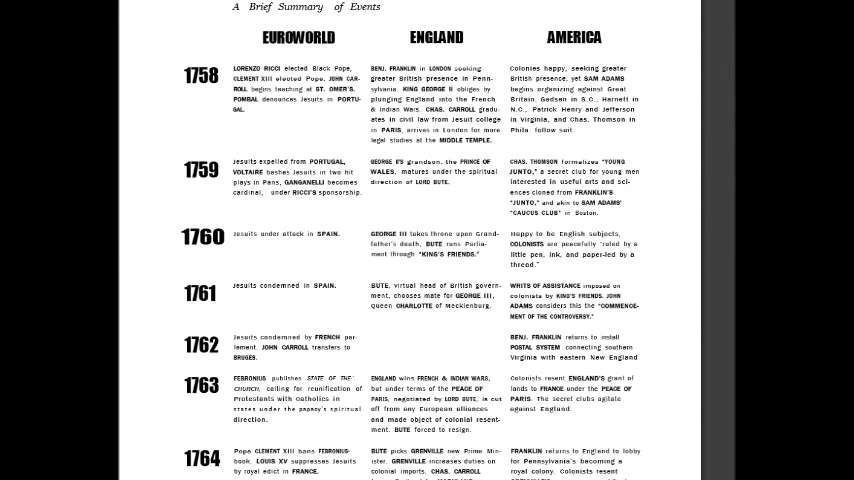 A Brief Summary of Events
EUROWORLD
ENGLAND
AMERICA
1758
LORENZO RICCI elected Black Pope,
CLEMENT XIII elected Pope. JOHN CAR-
ROLL begins teaching at ST. OMER'S.
POMBAL denounces Jesuits in PORTU-
GAL.
BENJ. FRANKLIN in LONDON seeking
greater British presence in Penn-
sylvania. KING GEORGE II obliges by
plunging England into the French
& Indian Wars. CHAS. CARROLL gradu-
ates in civil law from Jesuit college
in PARIS, arrives in London for more
legal studies at the MIDDLE TEMPLE.
Colonies happy, seeking greater
British presence, yet SAM ADAMS
begins organizing against Great
Britain. Gadsen in S.C., Harnett in
N.C., Patrick Henry and Jefferson
in Virginia, and Chas. Thomson in
Phila. follow suit.
1759
Jesuits expelled from PORTUGAL,
VOLTAIRE bashes Jesuits in two hit
plays in Paris, GANGANELLI becomes
cardinal, under RICCI'S sponsorship.
GEORGE II'S grandson, the PRINCE OF
WALES, matures under the spiritual
direction of LORD BUTE.
CHAS. THOMSON formalizes "YOUNG
JUNTO," a secret club for young men
interested in useful arts and sci-
ences cloned from FRANKLIN'S
"JUNTO," and akin to SAM ADAMS'
"CAUCUS CLUB" in Boston.
1760
Jesuits under attack in SPAIN.
GEORGE III takes throne upon Grand-
father's death, BUTE runs Parlia-
ment through "KING'S FRIENDS."
Happy to be English subjects,
COLONISTS are peacefully "ruled by a
little pen, ink, and paper-led by a
thread."
1761
Jesuits condemned in SPAIN.
BUTE, virtual head of British govern-
ment, chooses mate for GEORGE III,
Queen CHARLOTTE of Mecklenburg.
WRITS OF ASSISTANCE imposed on
colonists by KING'S FRIENDS. JOHN
ADAMS considers this the "COMMENCE-
MENT OF THE CONTROVERSY."
1762
Jesuits condemned by FRENCH par-
lement. JOHN CARROLL transfers to
BRUGES.
BENJ. FRANKLIN returns to install
POSTAL SYSTEM connecting southern
Virginia with eastern New England
1763
FEBRONIUS publishes STATE OF THE
CHURCH, calling for reunification of
Protestants with Catholics in
states under the papacy's spiritual
direction.
ENGLAND wins FRENCH & INDIAN WARS,
but under terms of the PEACE OF
PARIS, negotiated by LORD BUTE, is cut
off from any European alliances
and made object of colonial resent-
ment. BUTE forced to resign.
Colonists resent ENGLAND'S grant of
lands to FRANCE under the PEACE OF
PARIS. The secret clubs agitate
against England.
1764
Pope CLEMENT XIII bans FEBRONIUS-
book. LOUIS XV suppresses Jesuits
by royal edict in FRANCE.
BUTE picks GRENVILLE new Prime Min-
ister. GRENVILLE increases duties on
colonial imports. CHAS. CARROLL
FRANKLIN returns to England to lobby
for Pennsylvania's becoming a
royal colony. Colonists resent